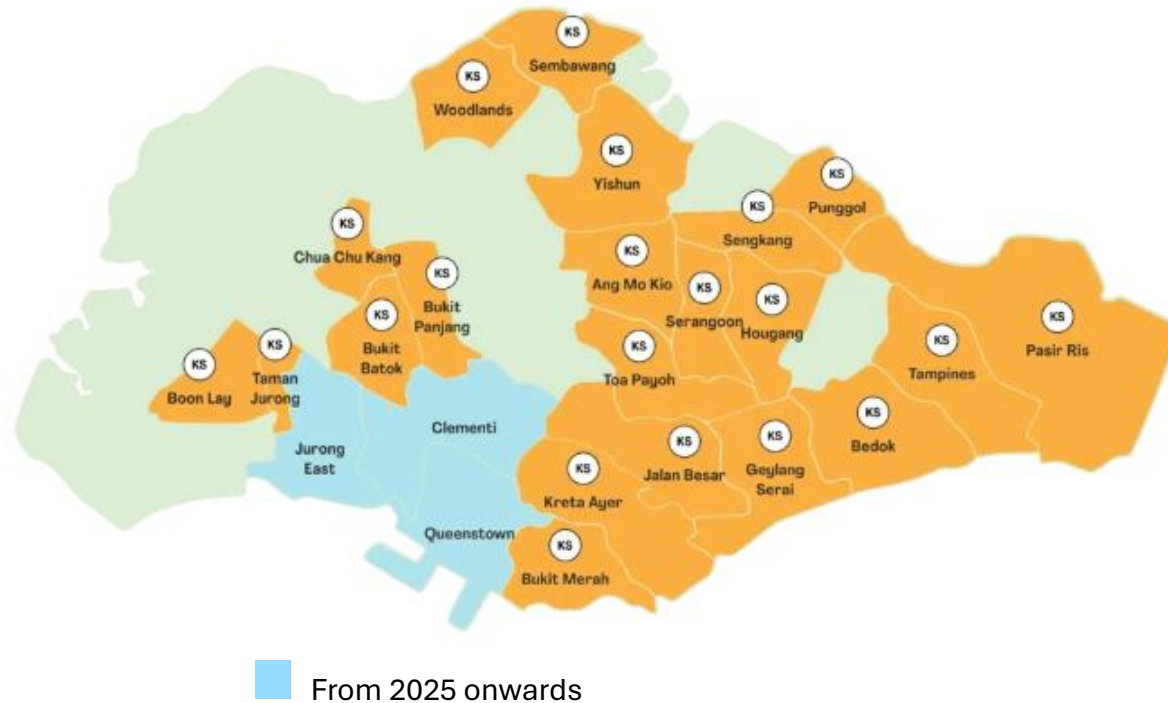 KS
Sembawang
KS
Woodlands
KS
Yishun
KS
Punggol
KS
Sengkang
KS
Chua Chu Kang
KS
Bukit
Panjang
KS
Ang Mo Kio
KS
Serangoon
KS
Hougang
KS
Pasir Ris
KS
Bukit
Batok
KS
Tampines
KS
Boon Lay
KS
Taman
Jurong
KS
Toa Payoh
KS
Bedok
Clementi
Jurong
East
KS
Kreta Ayer
KS
Jalan Besar
KS
Geylang
Serai
Queenstown
KS
Bukit Merah
From 2025 onwards